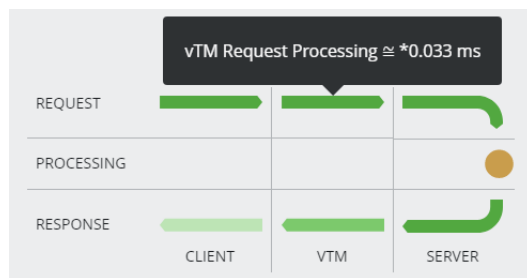 vTM Request Processing ≅ *0.033 ms
REQUEST
PROCESSING
RESPONSE
CLIENT VTM SERVER